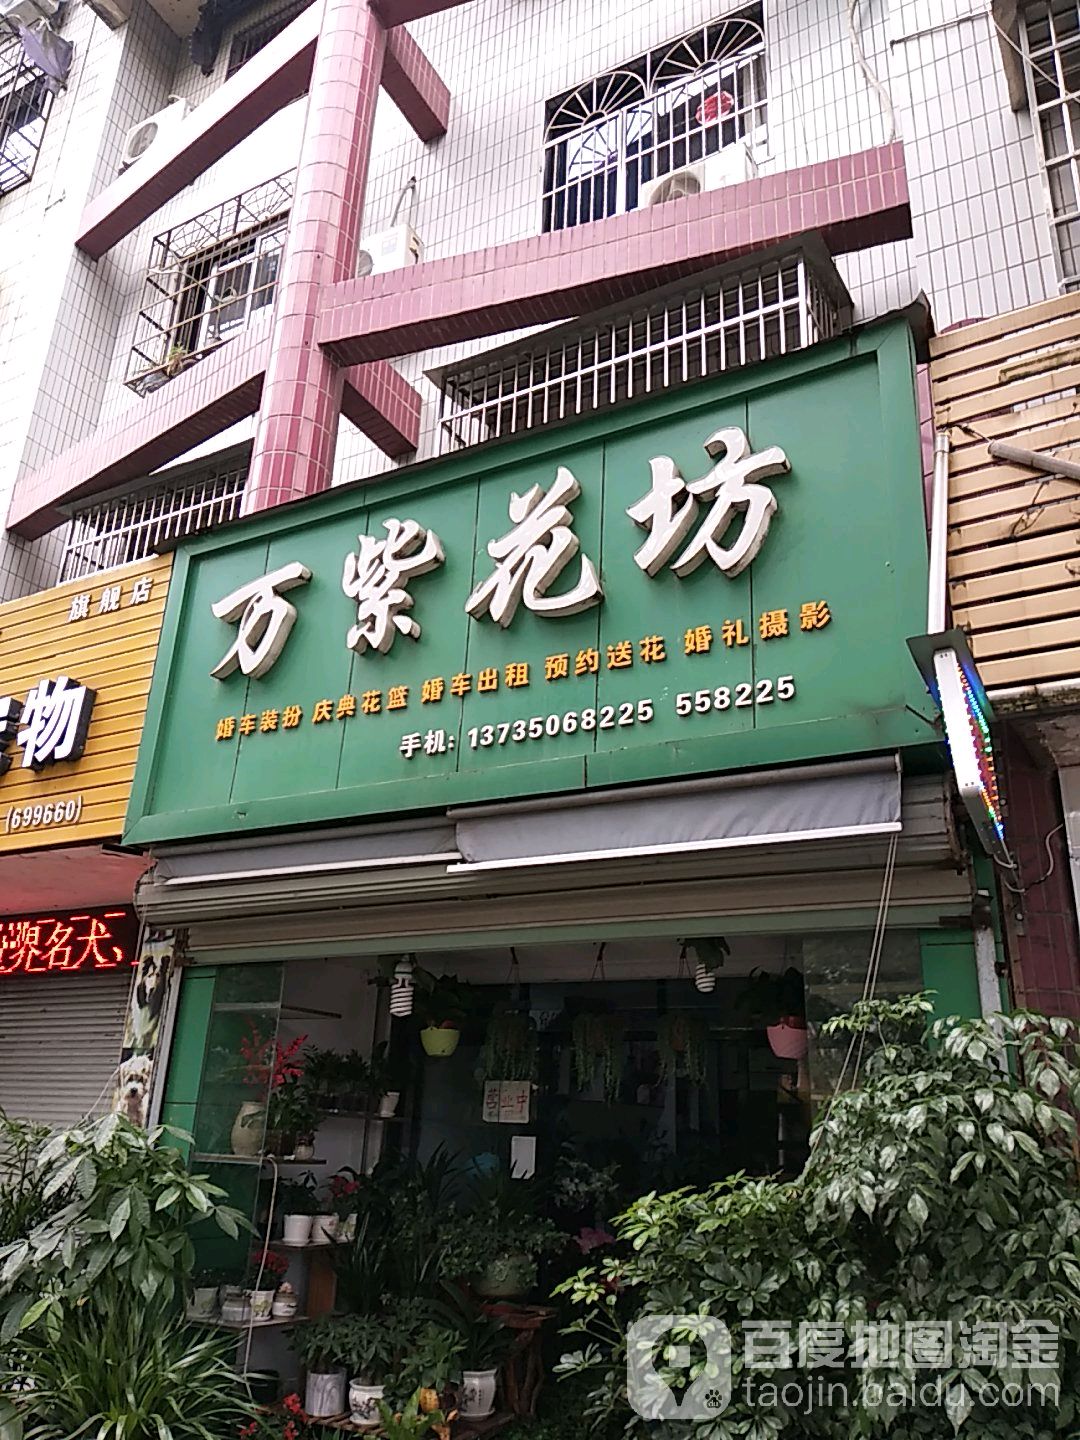 万紫花坊
婚车装扮 庆典花篮 婚车出租 预约送花 婚礼摄影
手机: 13735068225 558225
旗舰店
物
(699660)
界名犬、
营业中
百度地图淘金
taojin.baidu.com